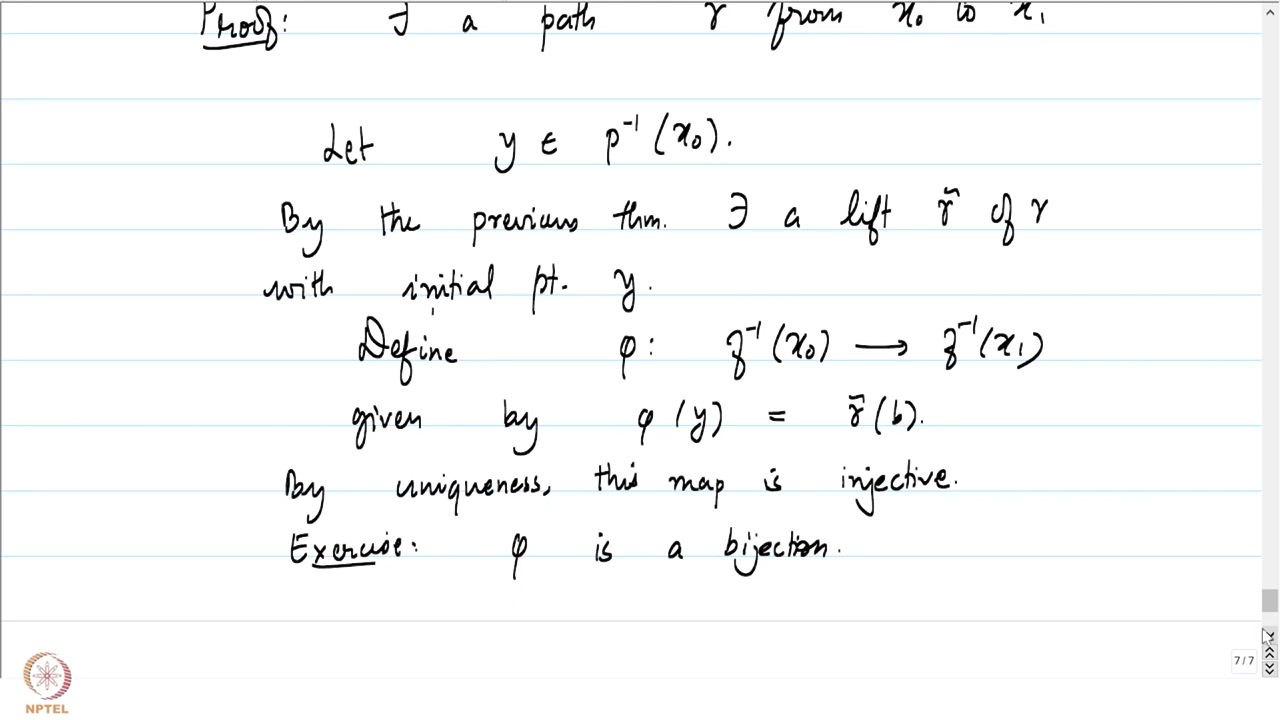 Proof: ∃ a path γ from x₀ to x₁
Let y ∈ p⁻¹(x₀).
By the previous thm. ∃ a lift γ̃ of γ
with initial pt. y.
Define φ: q⁻¹(x₀) ⟶ q⁻¹(x₁)
given by φ(y) = γ̃(b).
By uniqueness, this map is injective.
Exercise: φ is a bijection.
7/7
NPTEL